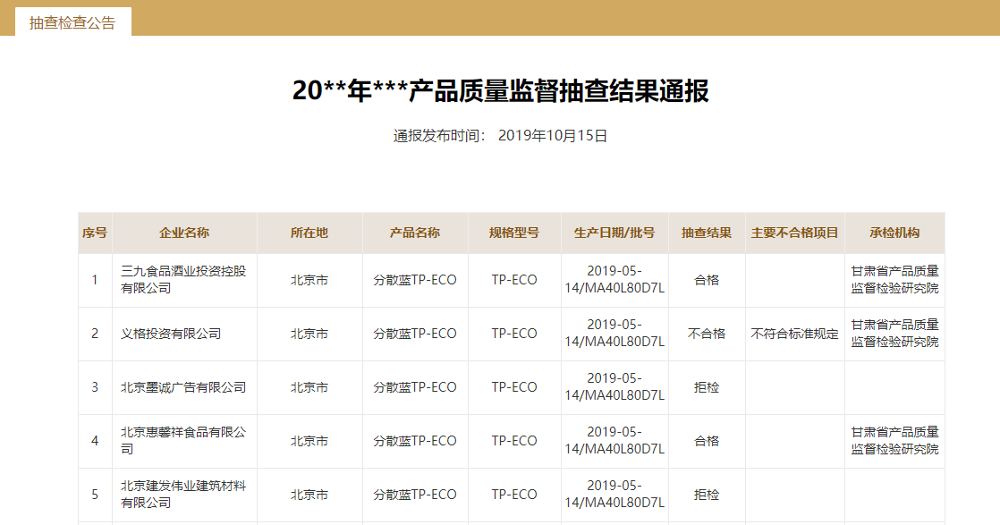 抽查检查公告
20**年***产品质量监督抽查结果通报
通报发布时间： 2019年10月15日
序号 企业名称 所在地 产品名称 规格型号 生产日期/批号 抽查结果 主要不合格项目 承检机构
1 三九食品酒业投资控股有限公司 北京市 分散蓝TP-ECO TP-ECO 2019-05-14/MA40L80D7L 合格 甘肃省产品质量监督检验研究院
2 义格投资有限公司 北京市 分散蓝TP-ECO TP-ECO 2019-05-14/MA40L80D7L 不合格 不符合标准规定 甘肃省产品质量监督检验研究院
3 北京墨诚广告有限公司 北京市 分散蓝TP-ECO TP-ECO 2019-05-14/MA40L80D7L 拒检
4 北京惠馨祥食品有限公司 北京市 分散蓝TP-ECO TP-ECO 2019-05-14/MA40L80D7L 合格 甘肃省产品质量监督检验研究院
5 北京建发伟业建筑材料有限公司 北京市 分散蓝TP-ECO TP-ECO 2019-05-14/MA40L80D7L 拒检